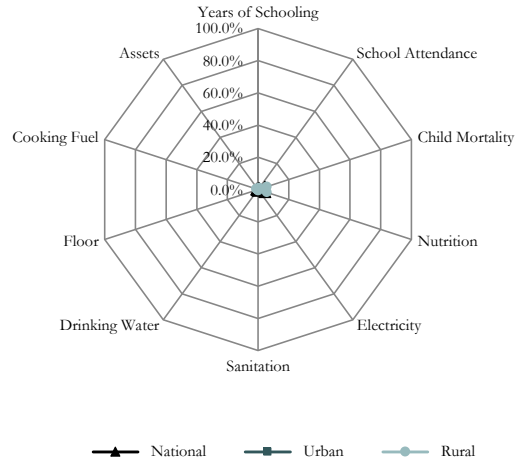 Years of Schooling
100.0%
Assets
School Attendance
80.0%
60.0%
40.0%
Cooking Fuel
Child Mortality
20.0%
0.0%
Floor
Nutrition
Drinking Water
Electricity
Sanitation
National Urban Rural